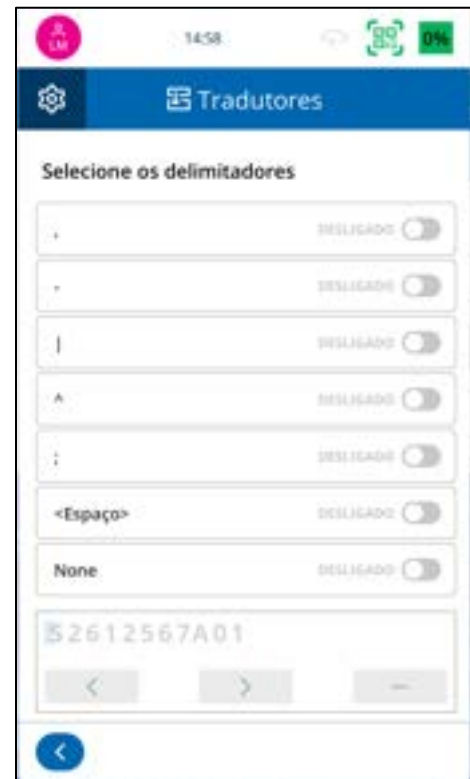 LM
14:58
0%
Tradutores
Selecione os delimitadores
, DESLIGADO
- DESLIGADO
| DESLIGADO
^ DESLIGADO
; DESLIGADO
<Espaço> DESLIGADO
None DESLIGADO
S2612567A01